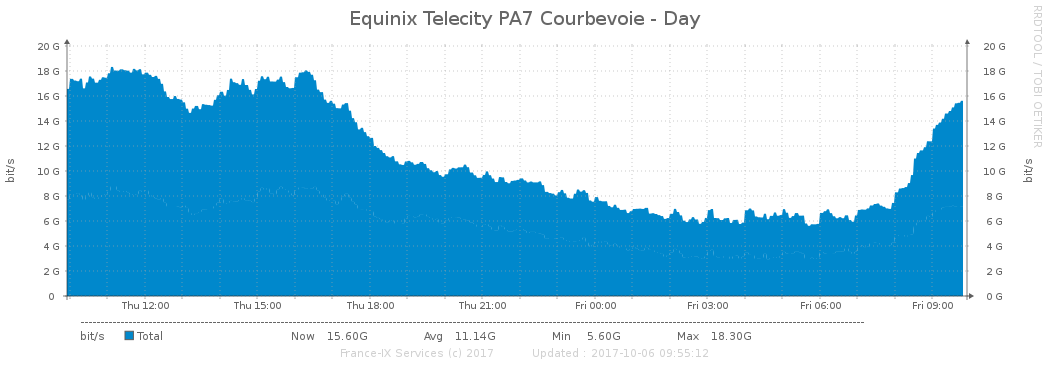 Equinix Telecity PA7 Courbevoie - Day
RRDTOOL / TOBI OETIKER
bit/s
20 G 20 G
18 G 18 G
16 G 16 G
14 G 14 G
12 G 12 G
10 G 10 G
8 G 8 G
6 G 6 G
4 G 4 G
2 G 2 G
0 0 G
bit/s
Thu 12:00 Thu 15:00 Thu 18:00 Thu 21:00 Fri 00:00 Fri 03:00 Fri 06:00 Fri 09:00
bit/s Total Now 15.60G Avg 11.14G Min 5.60G Max 18.30G
France-IX Services (c) 2017 Updated : 2017-10-06 09:55:12